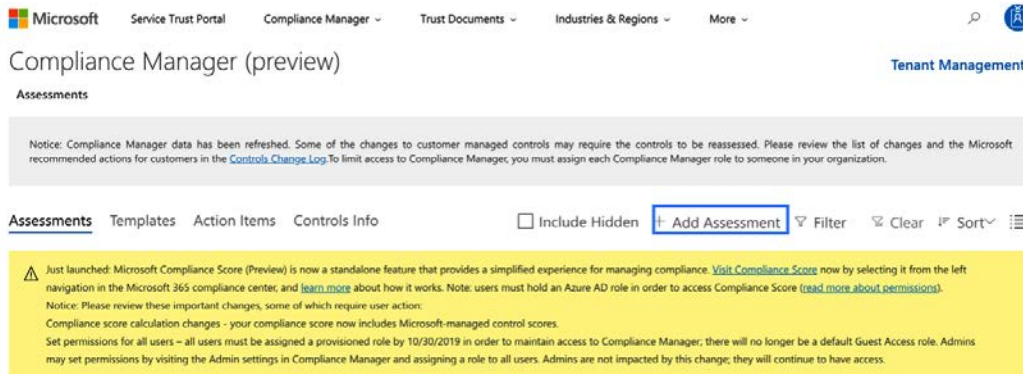 Microsoft Service Trust Portal Compliance Manager Trust Documents Industries & Regions More
Compliance Manager (preview)
Tenant Management
Assessments
Notice: Compliance Manager data has been refreshed. Some of the changes to customer managed controls may require the controls to be reassessed. Please review the list of changes and the Microsoft
recommended actions for customers in the Controls Change Log.To limit access to Compliance Manager, you must assign each Compliance Manager role to someone in your organization.
Assessments Templates Action Items Controls Info Include Hidden + Add Assessment Filter Clear Sort
Just launched: Microsoft Compliance Score (Preview) is now a standalone feature that provides a simplified experience for managing compliance. Visit Compliance Score now by selecting it from the left
navigation in the Microsoft 365 compliance center, and learn more about how it works. Note: users must hold an Azure AD role in order to access Compliance Score (read more about permissions).
Notice: Please review these important changes, some of which require user action:
Compliance score calculation changes - your compliance score now includes Microsoft-managed control scores.
Set permissions for all users – all users must be assigned a provisioned role by 10/30/2019 in order to maintain access to Compliance Manager; there will no longer be a default Guest Access role. Admins
may set permissions by visiting the Admin settings in Compliance Manager and assigning a role to all users. Admins are not impacted by this change; they will continue to have access.